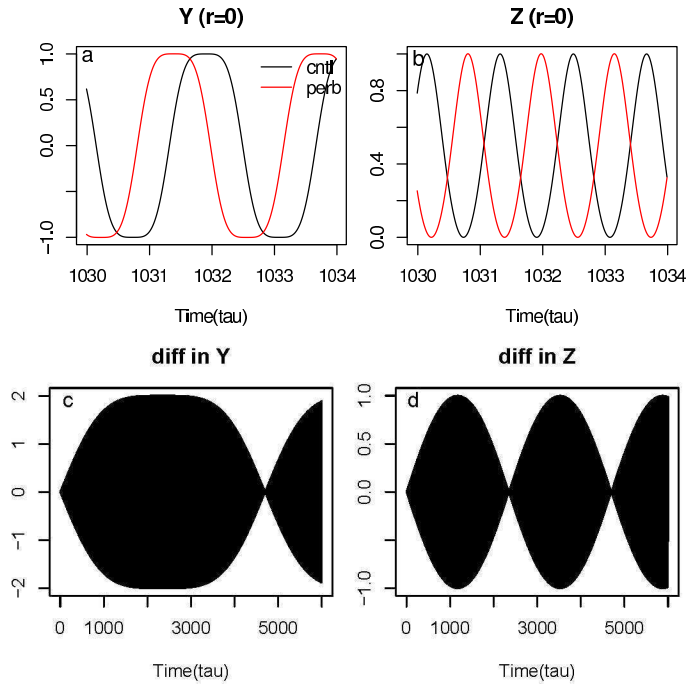 Y (r=0)
Z (r=0)
a
cntl
perb
1.0
0.5
0.0
−1.0
1030 1031 1032 1033 1034
Time(tau)
b
0.8
0.4
0.0
1030 1031 1032 1033 1034
Time(tau)
diff in Y
diff in Z
c
2
1
0
−1
−2
0 1000 3000 5000
Time(tau)
d
1.0
0.5
0.0
−1.0
0 1000 3000 5000
Time(tau)